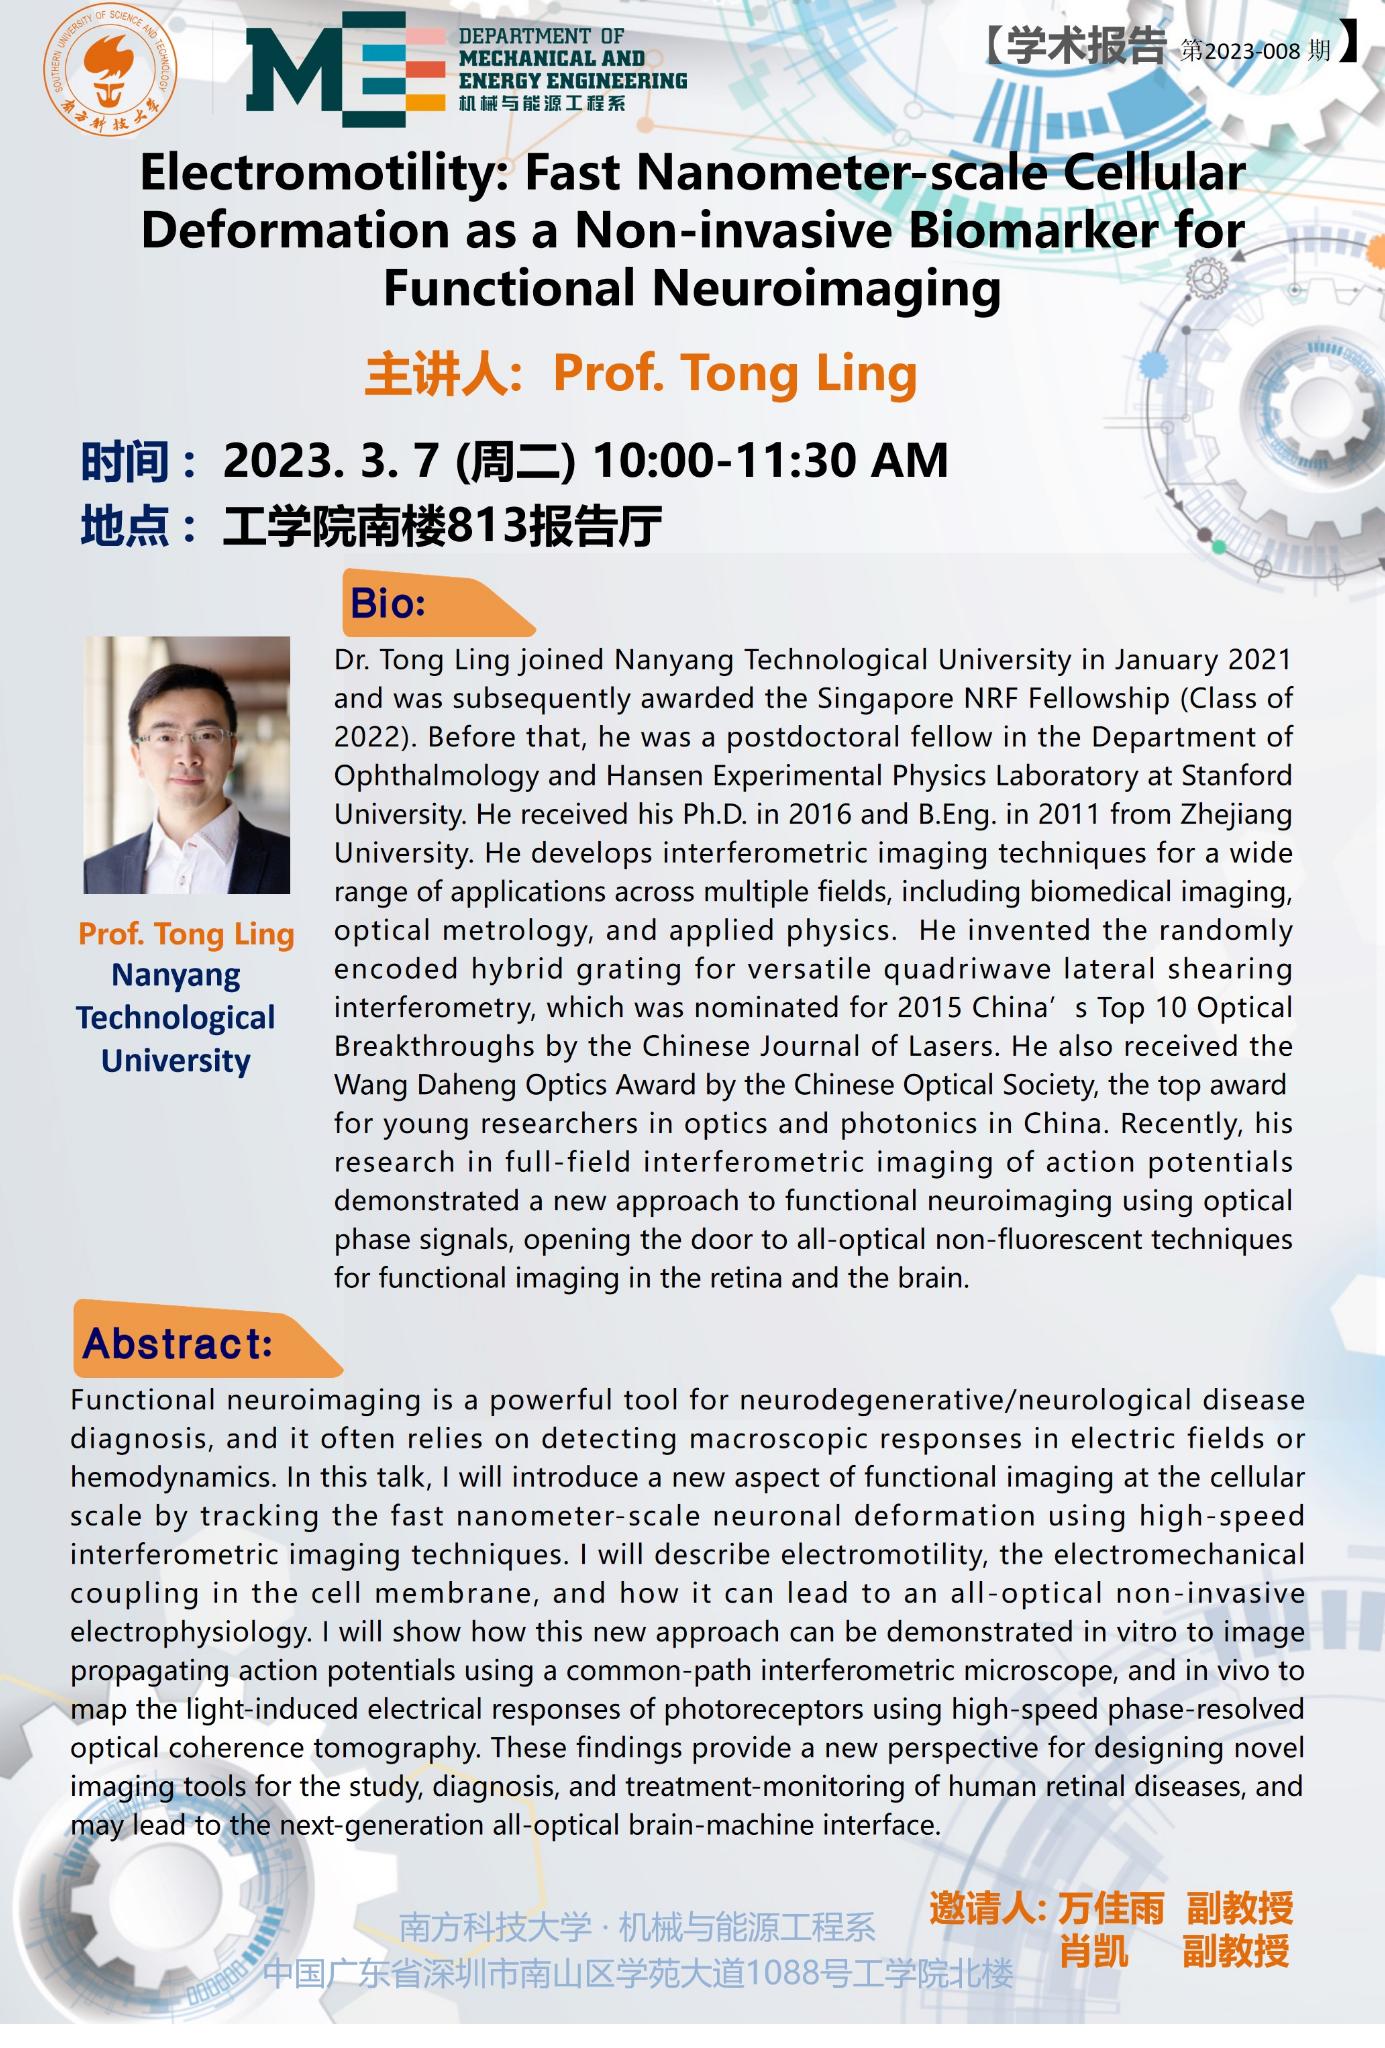 SOUTHERN UNIVERSITY OF SCIENCE AND TECHNOLOGY
南方科技大学
ME
DEPARTMENT OF
MECHANICAL AND
ENERGY ENGINEERING
机械与能源工程系
【学术报告 第2023-008 期】
Electromotility: Fast Nanometer-scale Cellular
Deformation as a Non-invasive Biomarker for
Functional Neuroimaging
主讲人: Prof. Tong Ling
时间： 2023. 3. 7 (周二) 10:00-11:30 AM
地点： 工学院南楼813报告厅
Bio:
Dr. Tong Ling joined Nanyang Technological University in January 2021
and was subsequently awarded the Singapore NRF Fellowship (Class of
2022). Before that, he was a postdoctoral fellow in the Department of
Ophthalmology and Hansen Experimental Physics Laboratory at Stanford
University. He received his Ph.D. in 2016 and B.Eng. in 2011 from Zhejiang
University. He develops interferometric imaging techniques for a wide
range of applications across multiple fields, including biomedical imaging,
optical metrology, and applied physics. He invented the randomly
encoded hybrid grating for versatile quadriwave lateral shearing
interferometry, which was nominated for 2015 China’s Top 10 Optical
Breakthroughs by the Chinese Journal of Lasers. He also received the
Wang Daheng Optics Award by the Chinese Optical Society, the top award
for young researchers in optics and photonics in China. Recently, his
research in full-field interferometric imaging of action potentials
demonstrated a new approach to functional neuroimaging using optical
phase signals, opening the door to all-optical non-fluorescent techniques
for functional imaging in the retina and the brain.
Prof. Tong Ling
Nanyang
Technological
University
Abstract:
Functional neuroimaging is a powerful tool for neurodegenerative/neurological disease
diagnosis, and it often relies on detecting macroscopic responses in electric fields or
hemodynamics. In this talk, I will introduce a new aspect of functional imaging at the cellular
scale by tracking the fast nanometer-scale neuronal deformation using high-speed
interferometric imaging techniques. I will describe electromotility, the electromechanical
coupling in the cell membrane, and how it can lead to an all-optical non-invasive
electrophysiology. I will show how this new approach can be demonstrated in vitro to image
propagating action potentials using a common-path interferometric microscope, and in vivo to
map the light-induced electrical responses of photoreceptors using high-speed phase-resolved
optical coherence tomography. These findings provide a new perspective for designing novel
imaging tools for the study, diagnosis, and treatment-monitoring of human retinal diseases, and
may lead to the next-generation all-optical brain-machine interface.
邀请人: 万佳雨 副教授
肖凯 副教授
南方科技大学 · 机械与能源工程系
中国广东省深圳市南山区学苑大道1088号工学院北楼